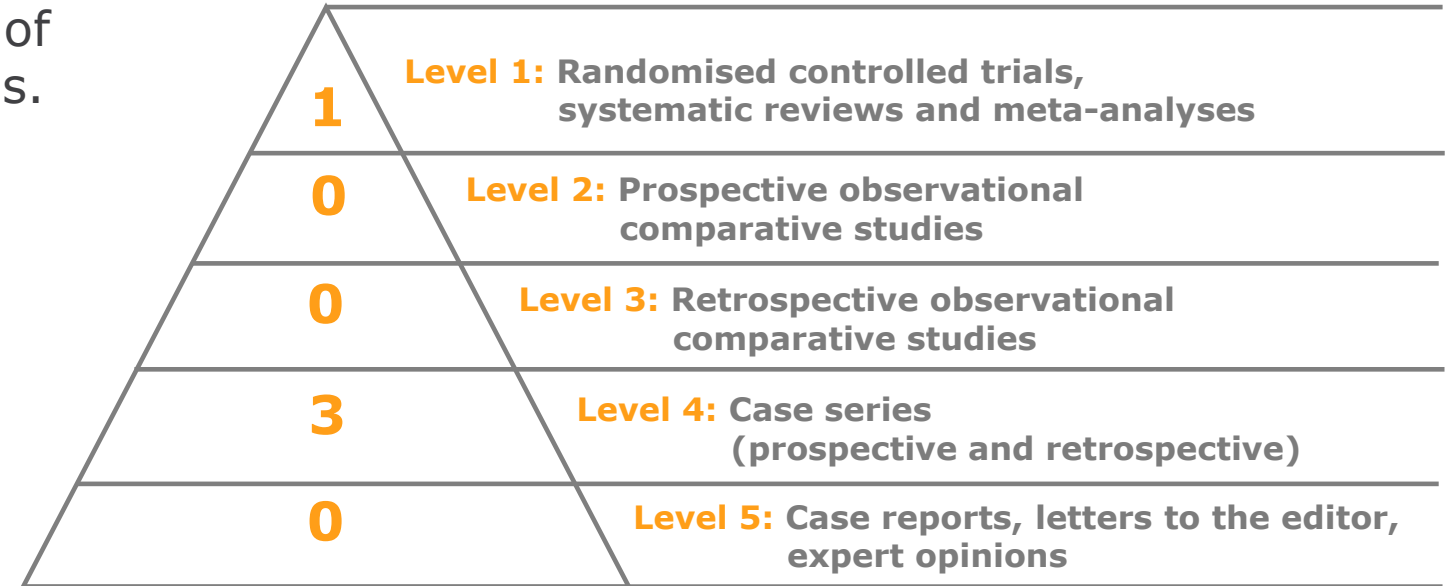 of
s.
1
Level 1: Randomised controlled trials,
systematic reviews and meta-analyses
0
Level 2: Prospective observational
comparative studies
0
Level 3: Retrospective observational
comparative studies
3
Level 4: Case series
(prospective and retrospective)
0
Level 5: Case reports, letters to the editor,
expert opinions